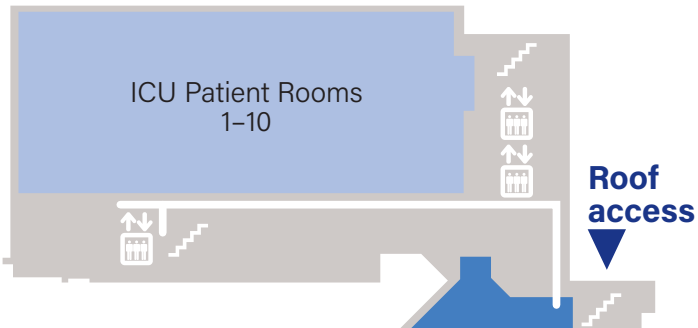 ICU Patient Rooms
1–10
Roof
access